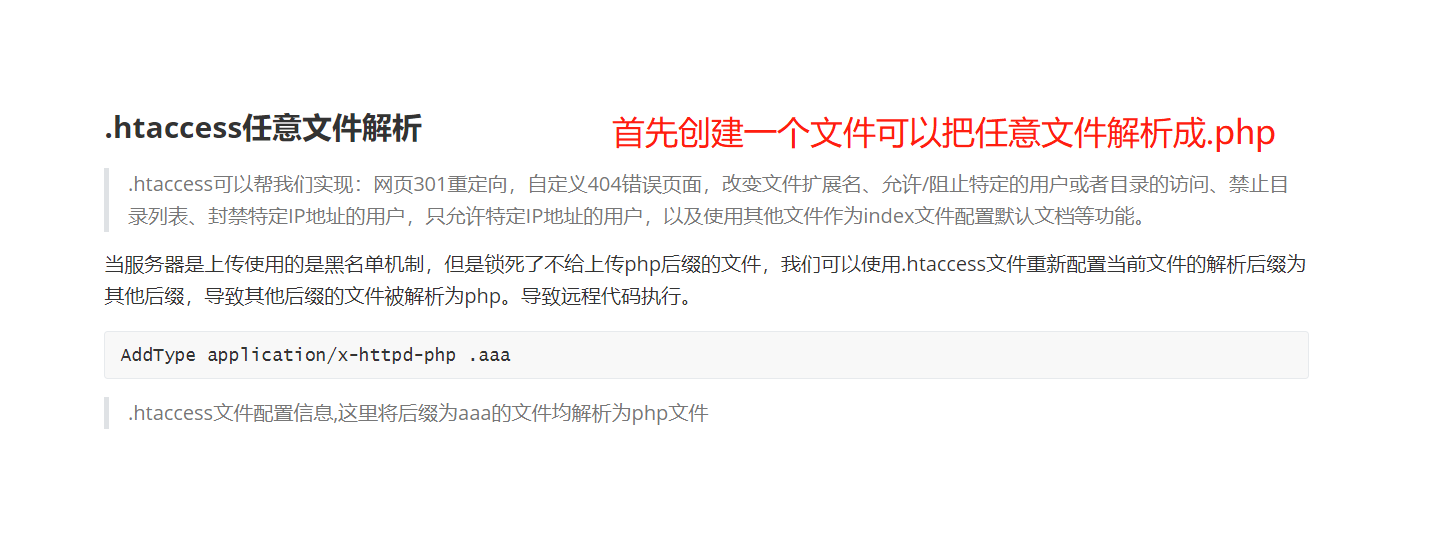 .htaccess任意文件解析
首先创建一个文件可以把任意文件解析成.php
.htaccess可以帮我们实现：网页301重定向，自定义404错误页面，改变文件扩展名、允许/阻止特定的用户或者目录的访问、禁止目
录列表、封禁特定IP地址的用户，只允许特定IP地址的用户，以及使用其他文件作为index文件配置默认文档等功能。
当服务器是上传使用的是黑名单机制，但是锁死了不给上传php后缀的文件，我们可以使用.htaccess文件重新配置当前文件的解析后缀为
其他后缀，导致其他后缀的文件被解析为php。导致远程代码执行。
AddType application/x-httpd-php .aaa
.htaccess文件配置信息,这里将后缀为aaa的文件均解析为php文件